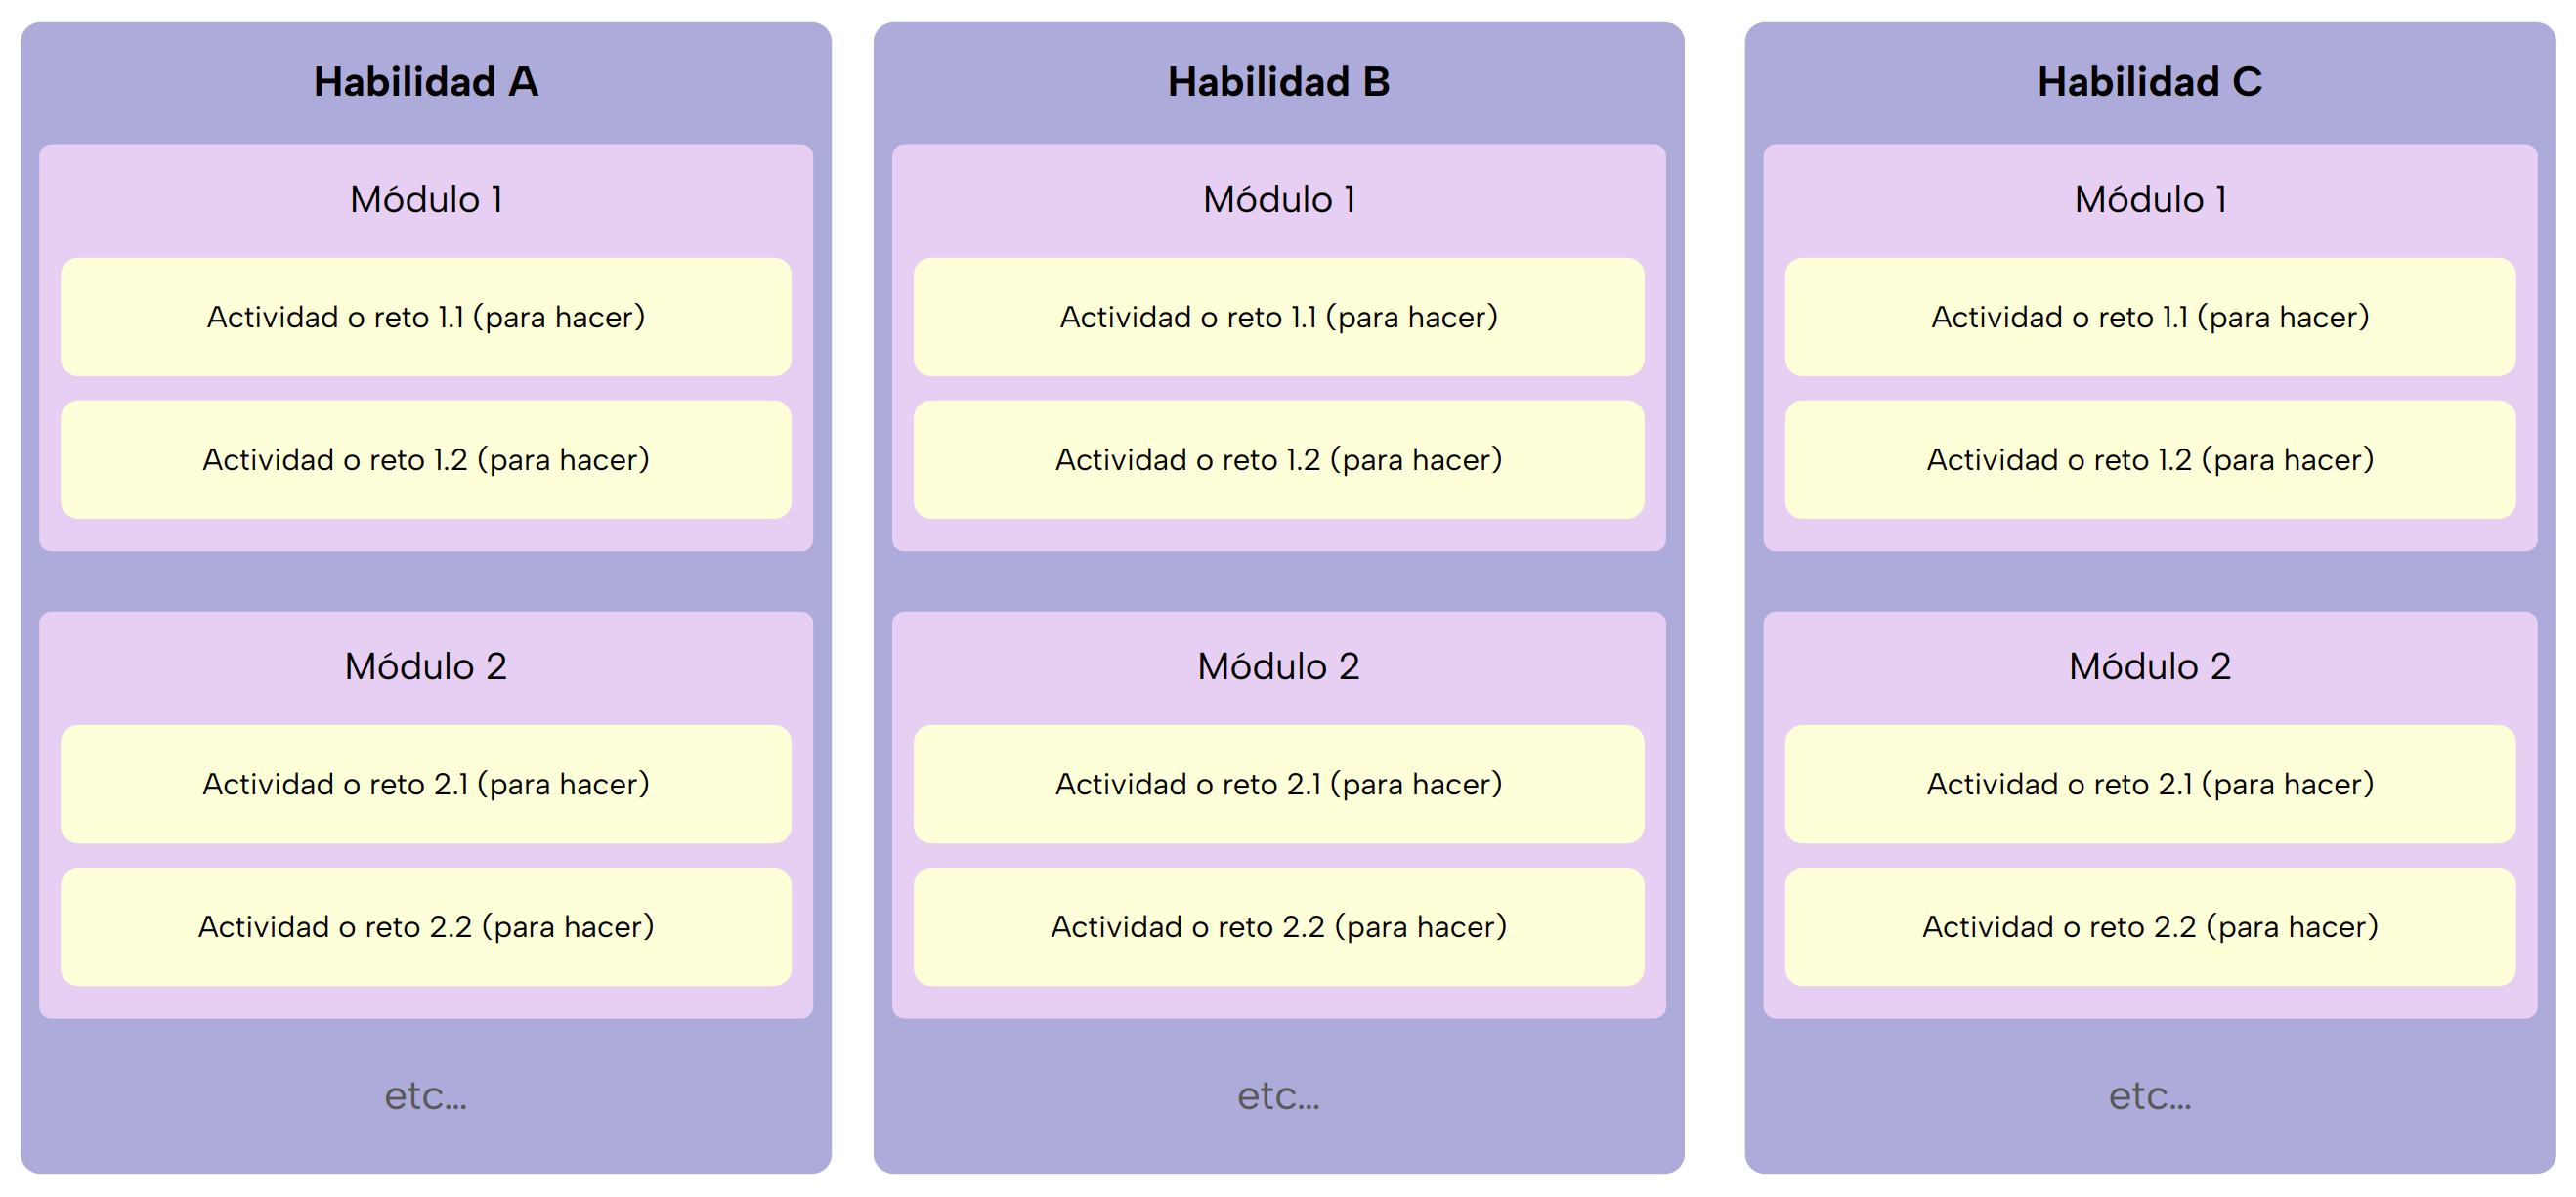 Habilidad A
Módulo 1
Actividad o reto 1.1 (para hacer)
Actividad o reto 1.2 (para hacer)
Módulo 2
Actividad o reto 2.1 (para hacer)
Actividad o reto 2.2 (para hacer)
etc...
Habilidad B
Módulo 1
Actividad o reto 1.1 (para hacer)
Actividad o reto 1.2 (para hacer)
Módulo 2
Actividad o reto 2.1 (para hacer)
Actividad o reto 2.2 (para hacer)
etc...
Habilidad C
Módulo 1
Actividad o reto 1.1 (para hacer)
Actividad o reto 1.2 (para hacer)
Módulo 2
Actividad o reto 2.1 (para hacer)
Actividad o reto 2.2 (para hacer)
etc...